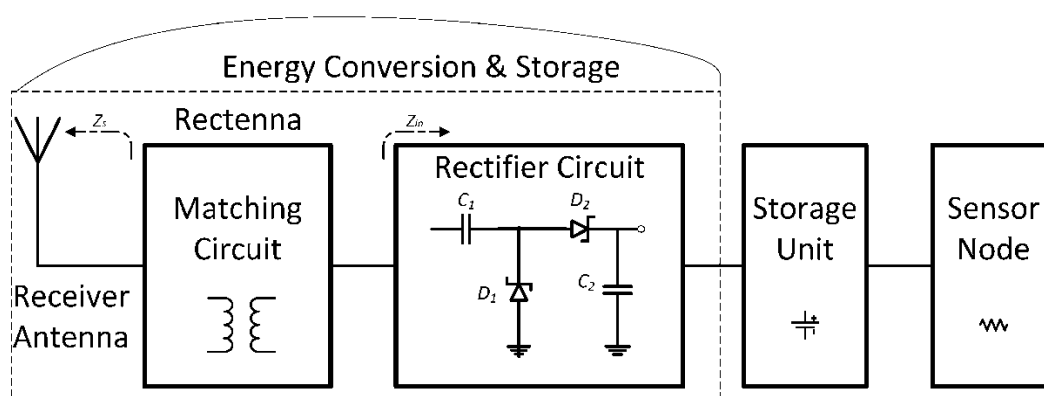 Energy Conversion & Storage
Zs
Rectenna
Zin
Rectifier Circuit
C1
D2
Matching
Circuit
D1
C2
Storage
Unit
Sensor
Node
Receiver
Antenna